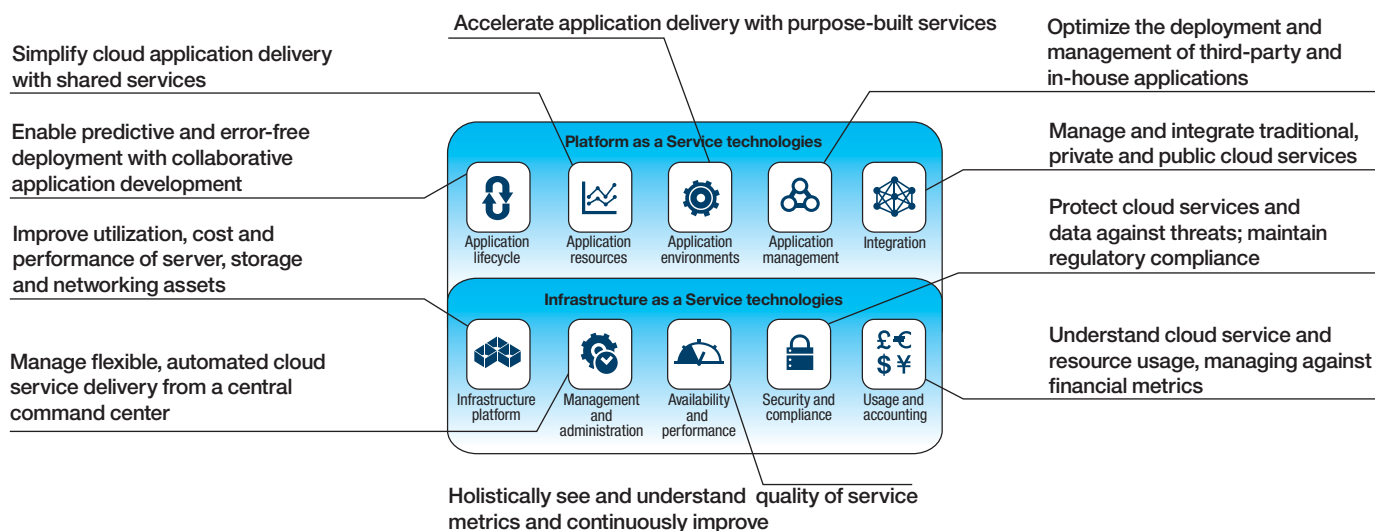 Accelerate application delivery with purpose-built services
Simplify cloud application delivery
with shared services
Optimize the deployment and
management of third-party and
in-house applications
Enable predictive and error-free
deployment with collaborative
application development
Manage and integrate traditional,
private and public cloud services
Platform as a Service technologies
Application
lifecycle
Application
resources
Application
environments
Application
management
Integration
Improve utilization, cost and
performance of server, storage
and networking assets
Protect cloud services and
data against threats; maintain
regulatory compliance
Infrastructure as a Service technologies
£ €
$ ¥
Infrastructure
platform
Management
and
administration
Availability
and
performance
Security and
compliance
Usage and
accounting
Manage flexible, automated cloud
service delivery from a central
command center
Understand cloud service and
resource usage, managing against
financial metrics
Holistically see and understand quality of service
metrics and continuously improve